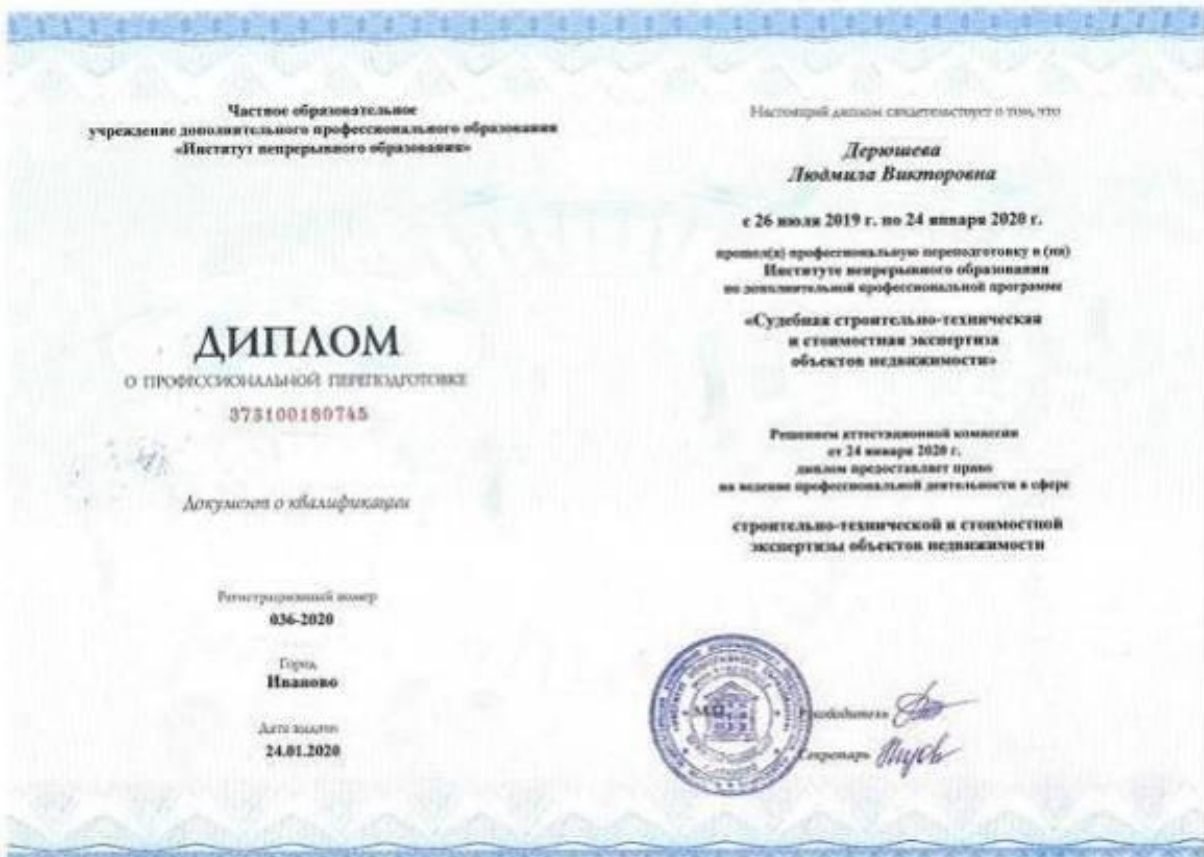 Частное образовательное
учреждение дополнительного профессионального образования
«Институт непрерывного образования»
ДИПЛОМ
О ПРОФЕССИОНАЛЬНОЙ ПЕРЕПОДГОТОВКЕ
373100180745
Документ о квалификации
Регистрационный номер
036-2020
Город
Иваново
Дата выдачи
24.01.2020
Настоящий диплом свидетельствует о том, что
Дерюшева
Людмила Викторовна
с 26 июля 2019 г. по 24 января 2020 г.
прошел(а) профессиональную переподготовку в (на)
Институте непрерывного образования
по дополнительной профессиональной программе
«Судебная строительно-техническая
и стоимостная экспертиза
объектов недвижимости»
Решением аттестационной комиссии
от 24 января 2020 г.
диплом предоставляет право
на ведение профессиональной деятельности в сфере
строительно-технической и стоимостной
экспертизы объектов недвижимости
М.П.
Руководитель
Секретарь